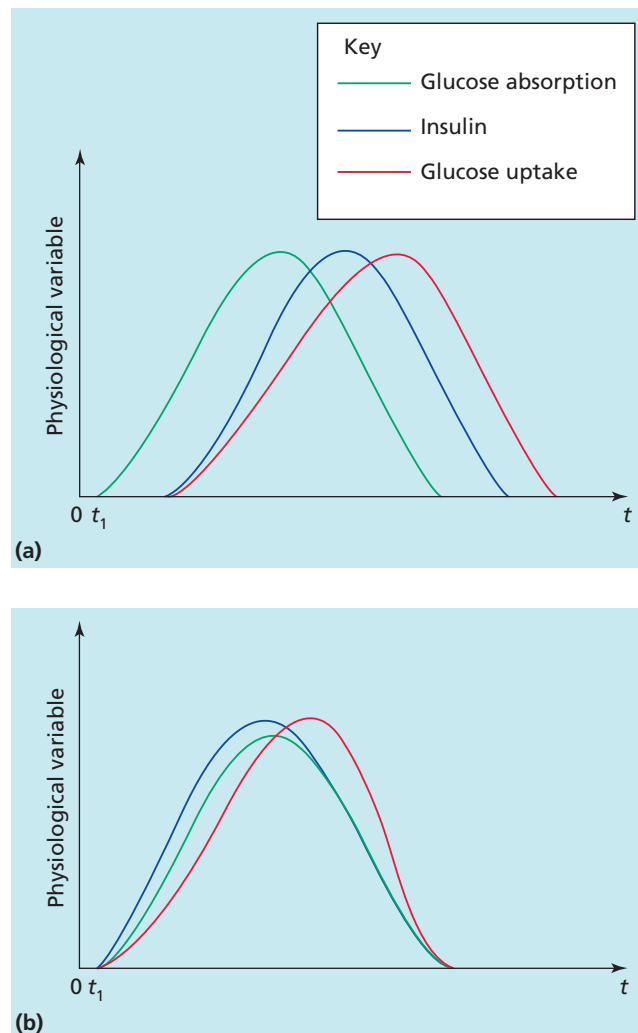 Key
Glucose absorption
Insulin
Glucose uptake
Physiological variable
0 t₁
t
(a)
Physiological variable
0 t₁
t
(b)